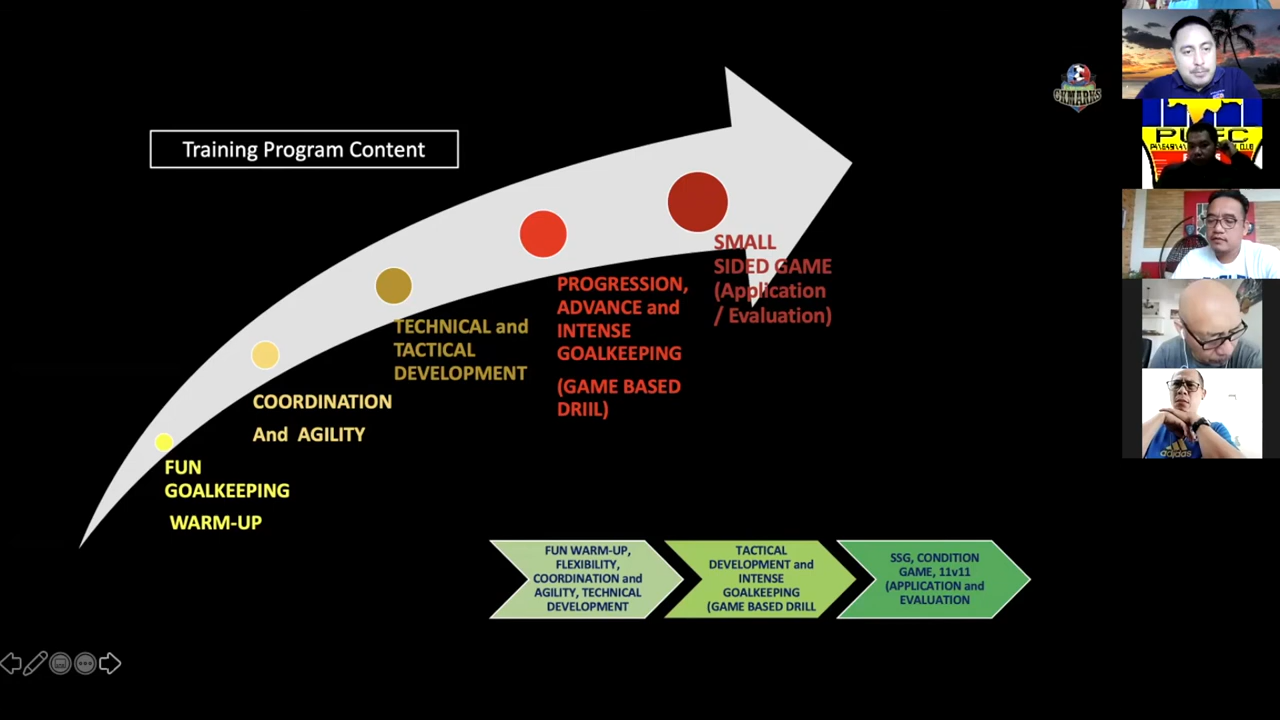 Training Program Content
CKMARKS
FUN
GOALKEEPING
WARM-UP
COORDINATION
And AGILITY
TECHNICAL and
TACTICAL
DEVELOPMENT
PROGRESSION,
ADVANCE and
INTENSE
GOALKEEPING
(GAME BASED
DRIIL)
SMALL
SIDED GAME
(Application
/ Evaluation)
FUN WARM-UP,
FLEXIBILITY,
COORDINATION and
AGILITY, TECHNICAL
DEVELOPMENT
TACTICAL
DEVELOPMENT and
INTENSE
GOALKEEPING
(GAME BASED DRILL
SSG, CONDITION
GAME, 11v11
(APPLICATION and
EVALUATION
adidas